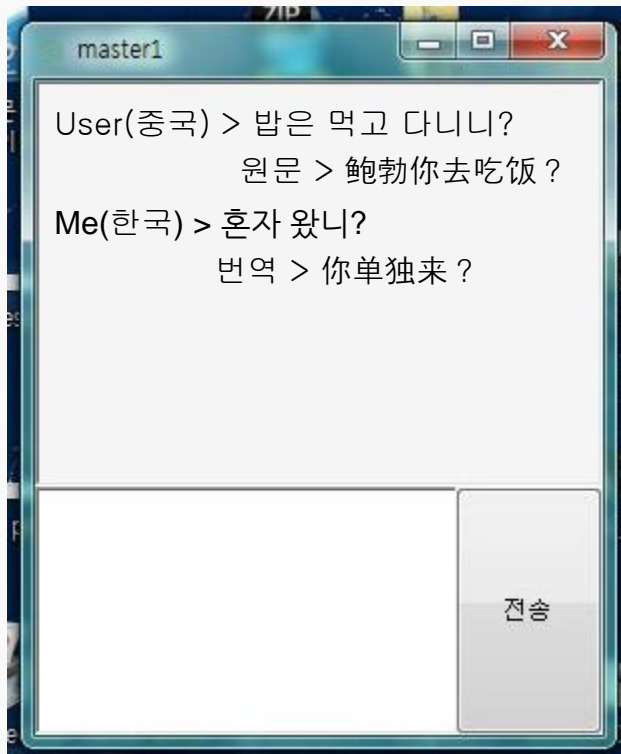 ZIP
master1
User(중국) > 밥은 먹고 다니니?
원문 > 鲍勃你去吃饭？
Me(한국) > 혼자 왔니?
번역 > 你单独来？
전송